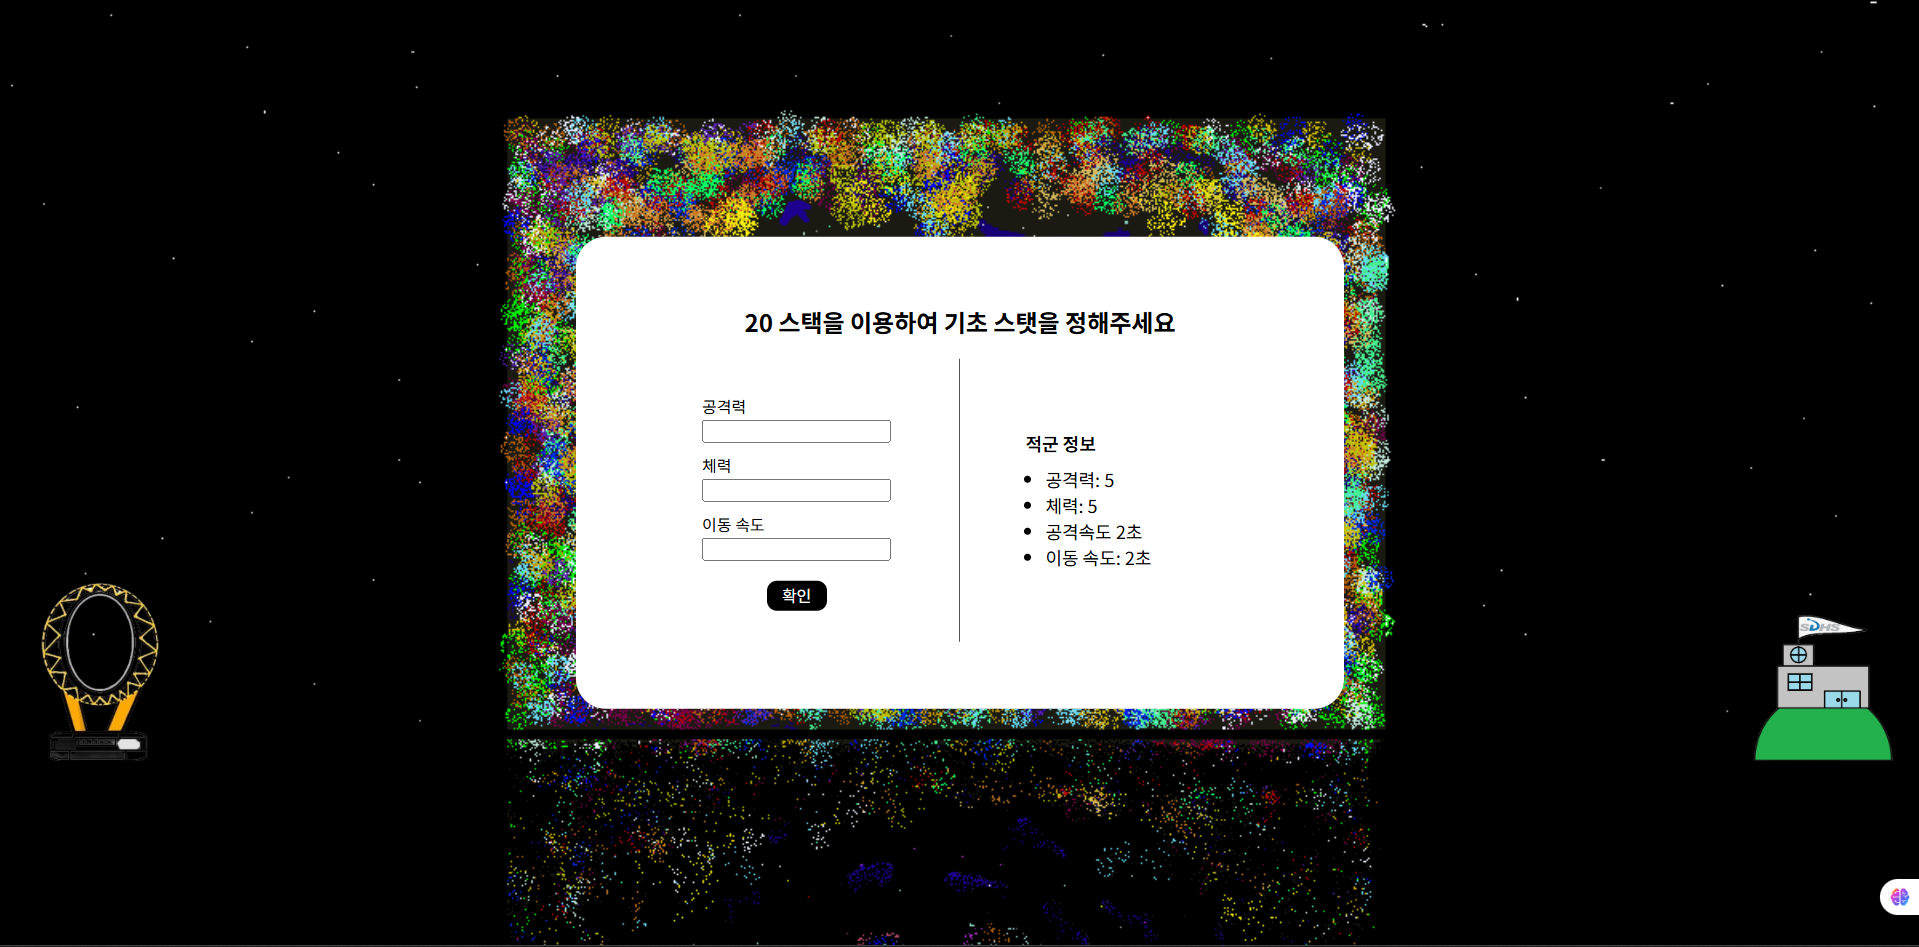 20 스택을 이용하여 기초 스탯을 정해주세요
공격력
체력
이동 속도
확인
적군 정보
공격력: 5
체력: 5
공격속도 2초
이동 속도: 2초
SDHS